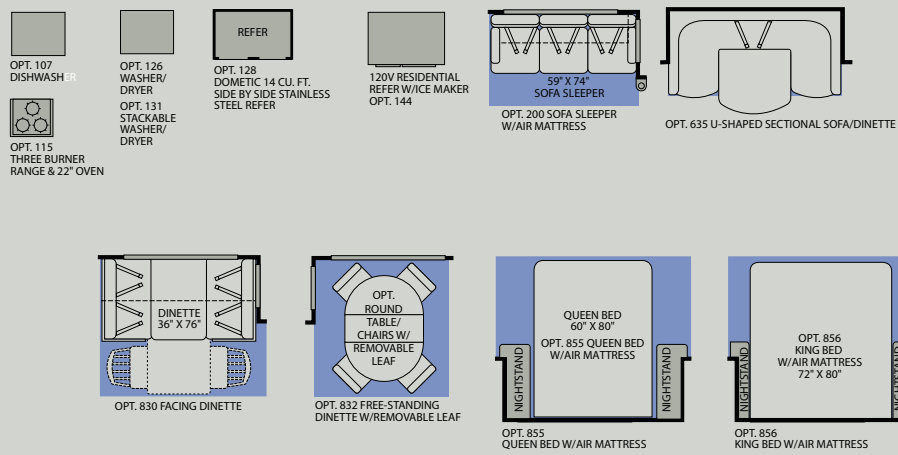 OPT. 107
DISHWASHER
OPT. 115
THREE BURNER
RANGE & 22" OVEN
OPT. 126
WASHER/
DRYER
OPT. 131
STACKABLE
WASHER/
DRYER
REFER
OPT. 128
DOMETIC 14 CU. FT.
SIDE BY SIDE STAINLESS
STEEL REFER
120V RESIDENTIAL
REFER W/ICE MAKER
OPT. 144
59" X 74"
SOFA SLEEPER
OPT. 200 SOFA SLEEPER
W/AIR MATTRESS
OPT. 635 U-SHAPED SECTIONAL SOFA/DINETTE
DINETTE
36" X 76"
OPT. 830 FACING DINETTE
OPT.
ROUND
TABLE/
CHAIRS W/
REMOVABLE
LEAF
OPT. 832 FREE-STANDING
DINETTE W/REMOVABLE LEAF
QUEEN BED
60" X 80"
OPT. 855 QUEEN BED
W/AIR MATTRESS
NIGHTSTAND
NIGHTSTAND
OPT. 855
QUEEN BED W/AIR MATTRESS
OPT. 856
KING BED
W/AIR MATTRESS
72" X 80"
NIGHTSTAND
NIGHTSTAND
OPT. 856
KING BED W/AIR MATTRESS